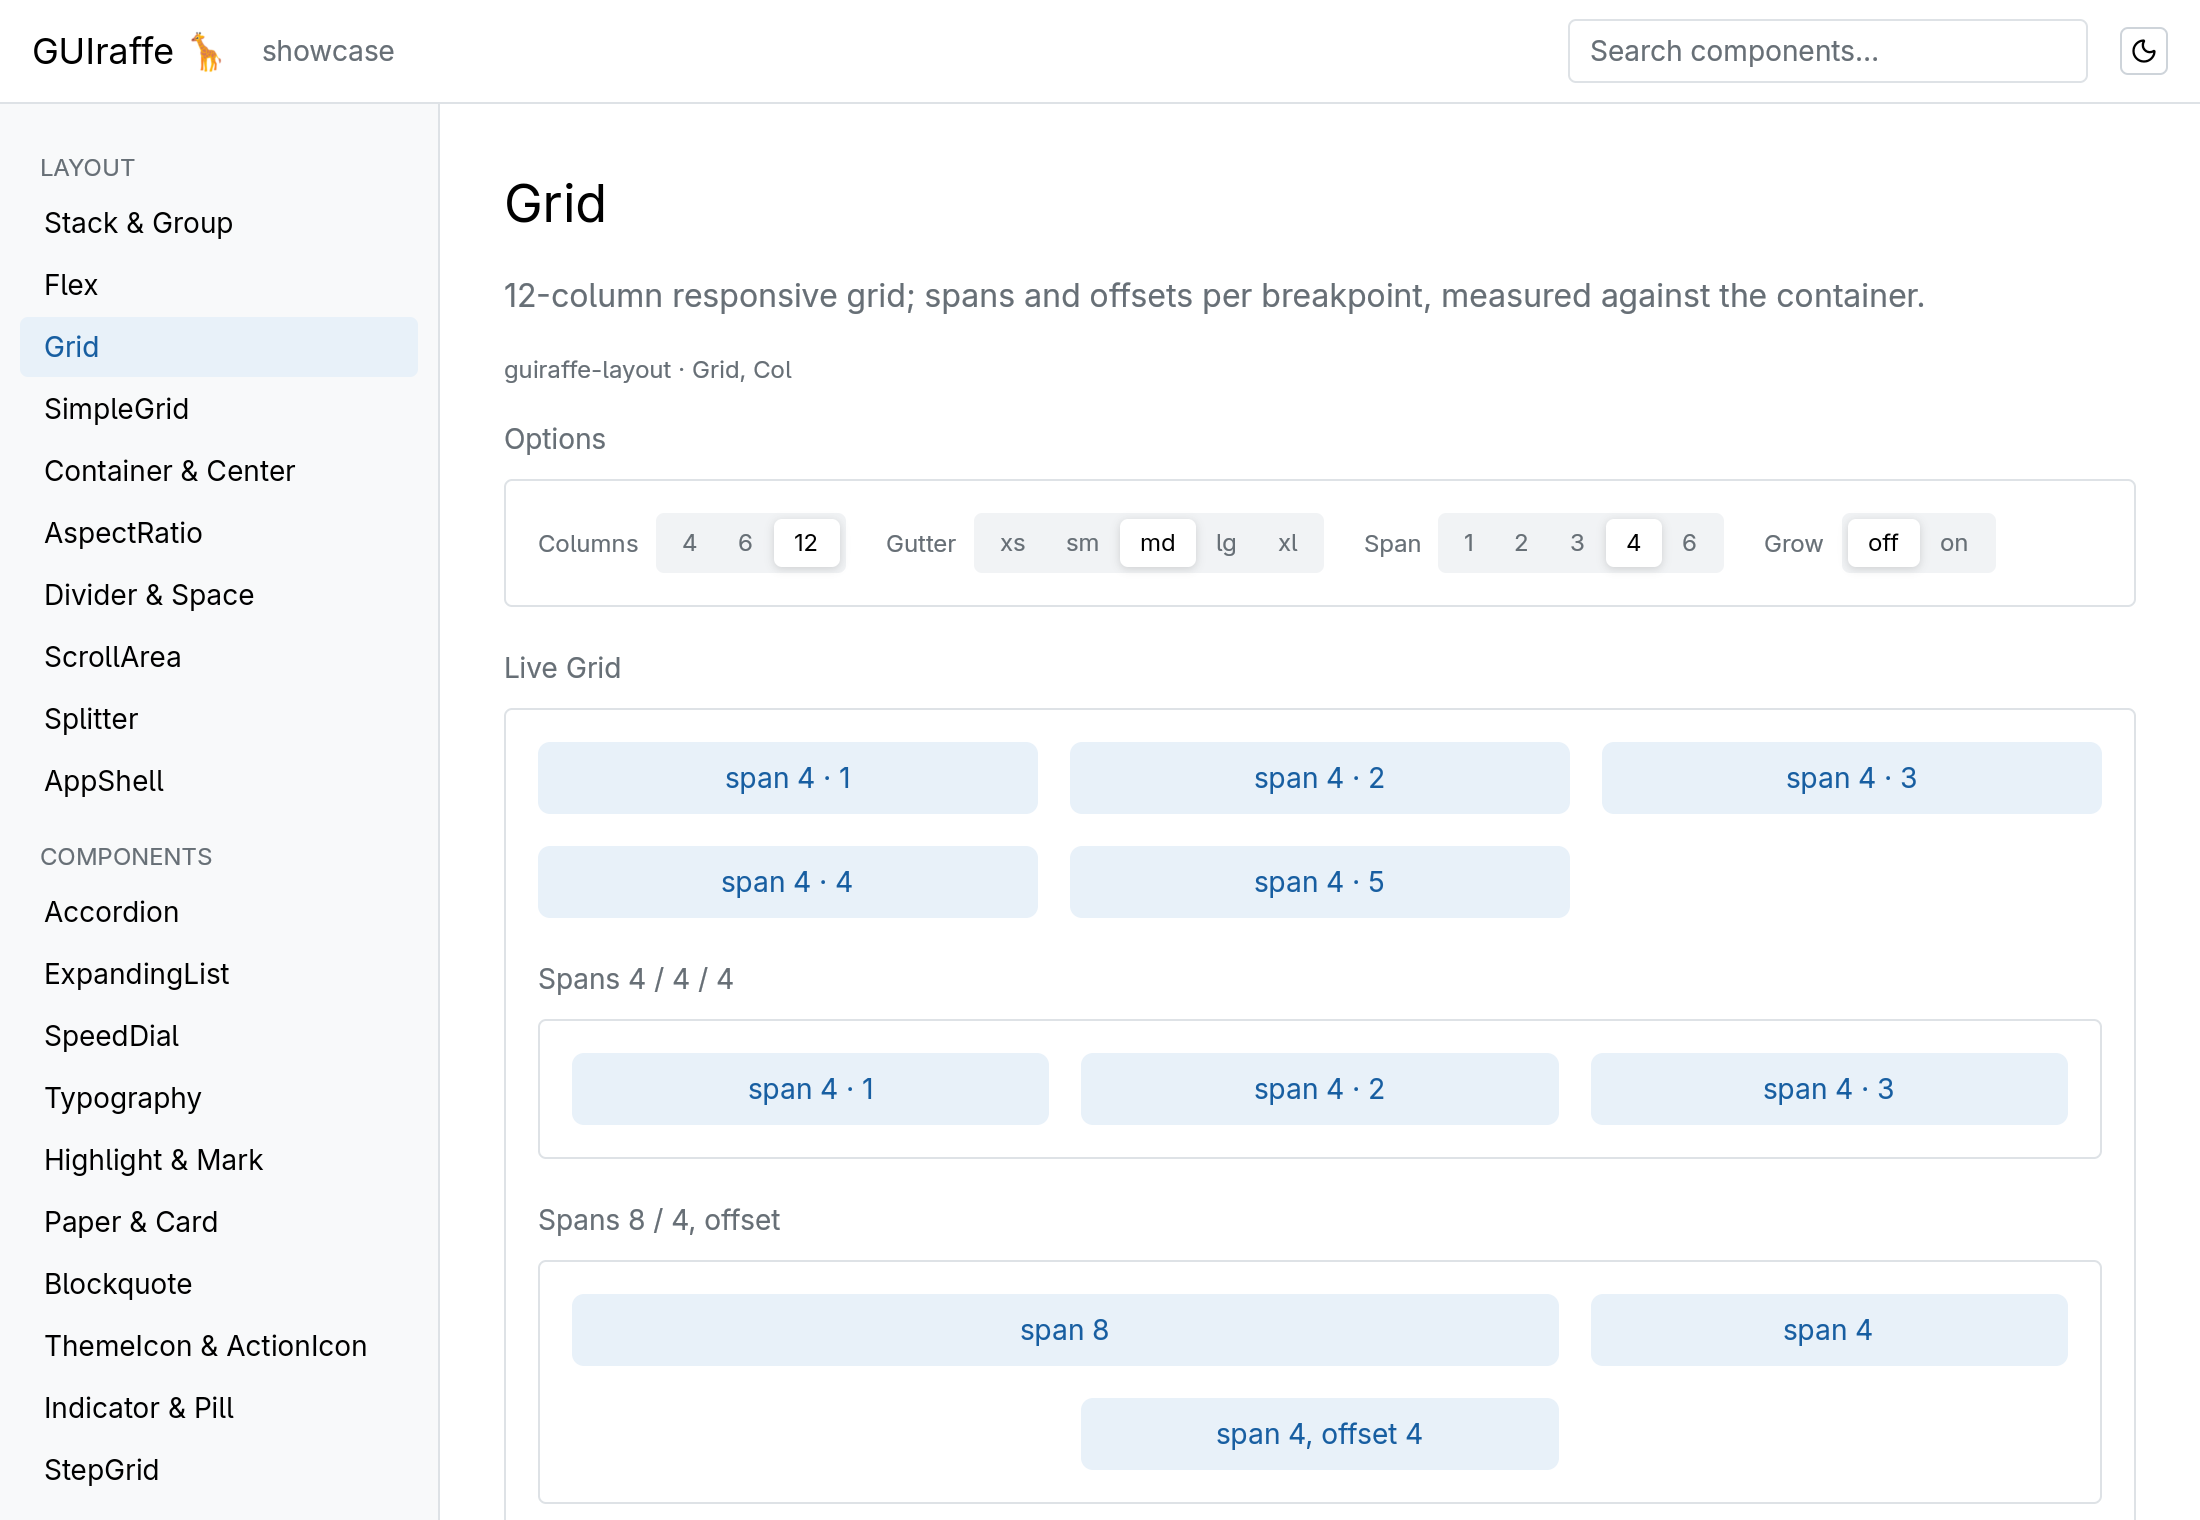 GUIraffe 🦒 showcase
Search components...
LAYOUT
Stack & Group
Flex
Grid
SimpleGrid
Container & Center
AspectRatio
Divider & Space
ScrollArea
Splitter
AppShell
COMPONENTS
Accordion
ExpandingList
SpeedDial
Typography
Highlight & Mark
Paper & Card
Blockquote
ThemeIcon & ActionIcon
Indicator & Pill
StepGrid
Grid
12-column responsive grid; spans and offsets per breakpoint, measured against the container.
guiraffe-layout · Grid, Col
Options
Columns 4 6 12 Gutter xs sm md lg xl Span 1 2 3 4 6 Grow off on
Live Grid
span 4 · 1 span 4 · 2 span 4 · 3
span 4 · 4 span 4 · 5
Spans 4 / 4 / 4
span 4 · 1 span 4 · 2 span 4 · 3
Spans 8 / 4, offset
span 8 span 4
span 4, offset 4